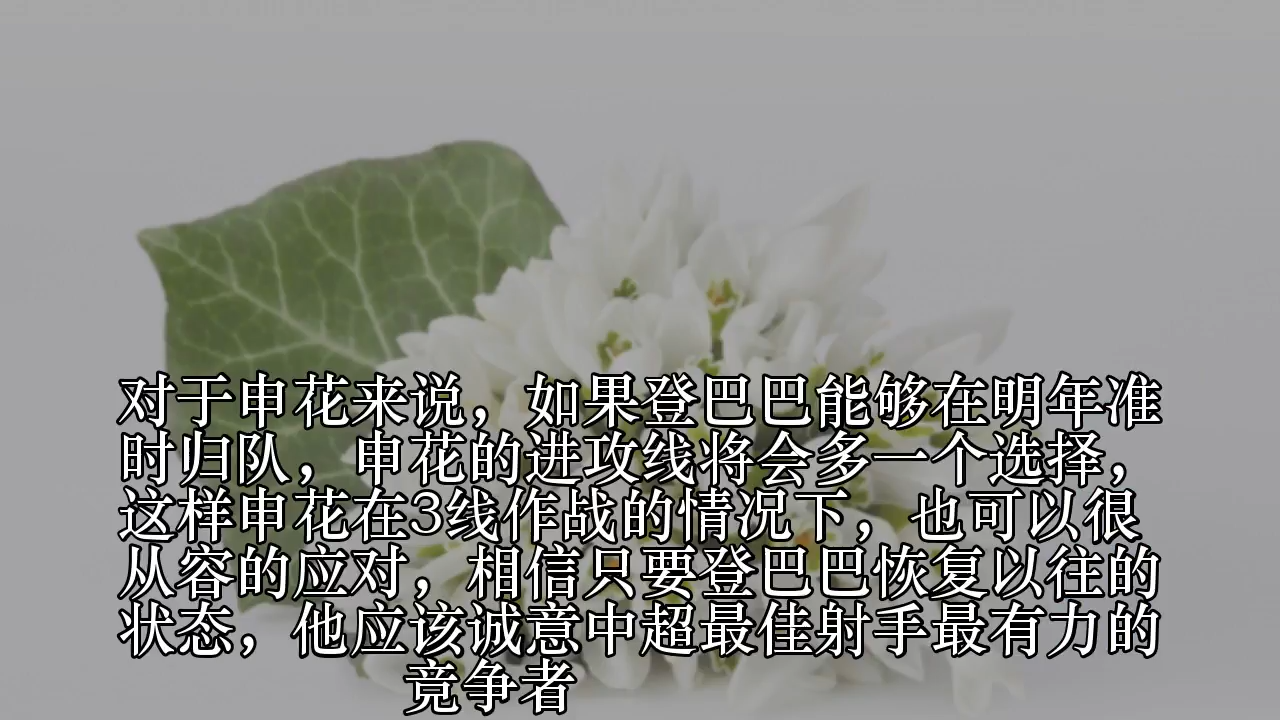 对于申花来说，如果登巴巴能够在明年准
时归队，申花的进攻线将会多一个选择，
这样申花在3线作战的情况下，也可以很
从容的应对，相信只要登巴巴恢复以往的
状态，他应该诚意中超最佳射手最有力的
竞争者